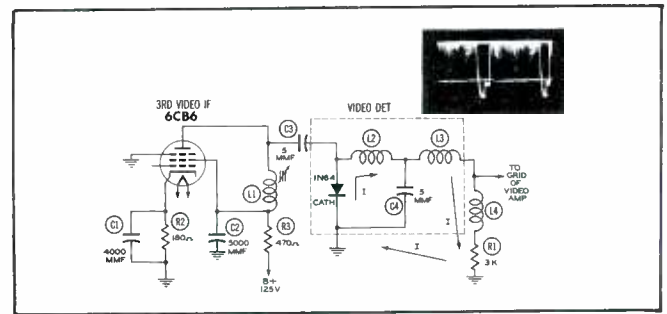 3RD VIDEO IF
6CB6
C1
4000
MMF
R2
180Ω
C2
5000
MMF
L1
R3
470Ω
B+
125V
C3
5
MMF
VIDEO DET
1N64
CATH
L2
I
C4
5
MMF
L3
I
I
TO
GRID
OF
VIDEO
AMP
L4
R1
3 K